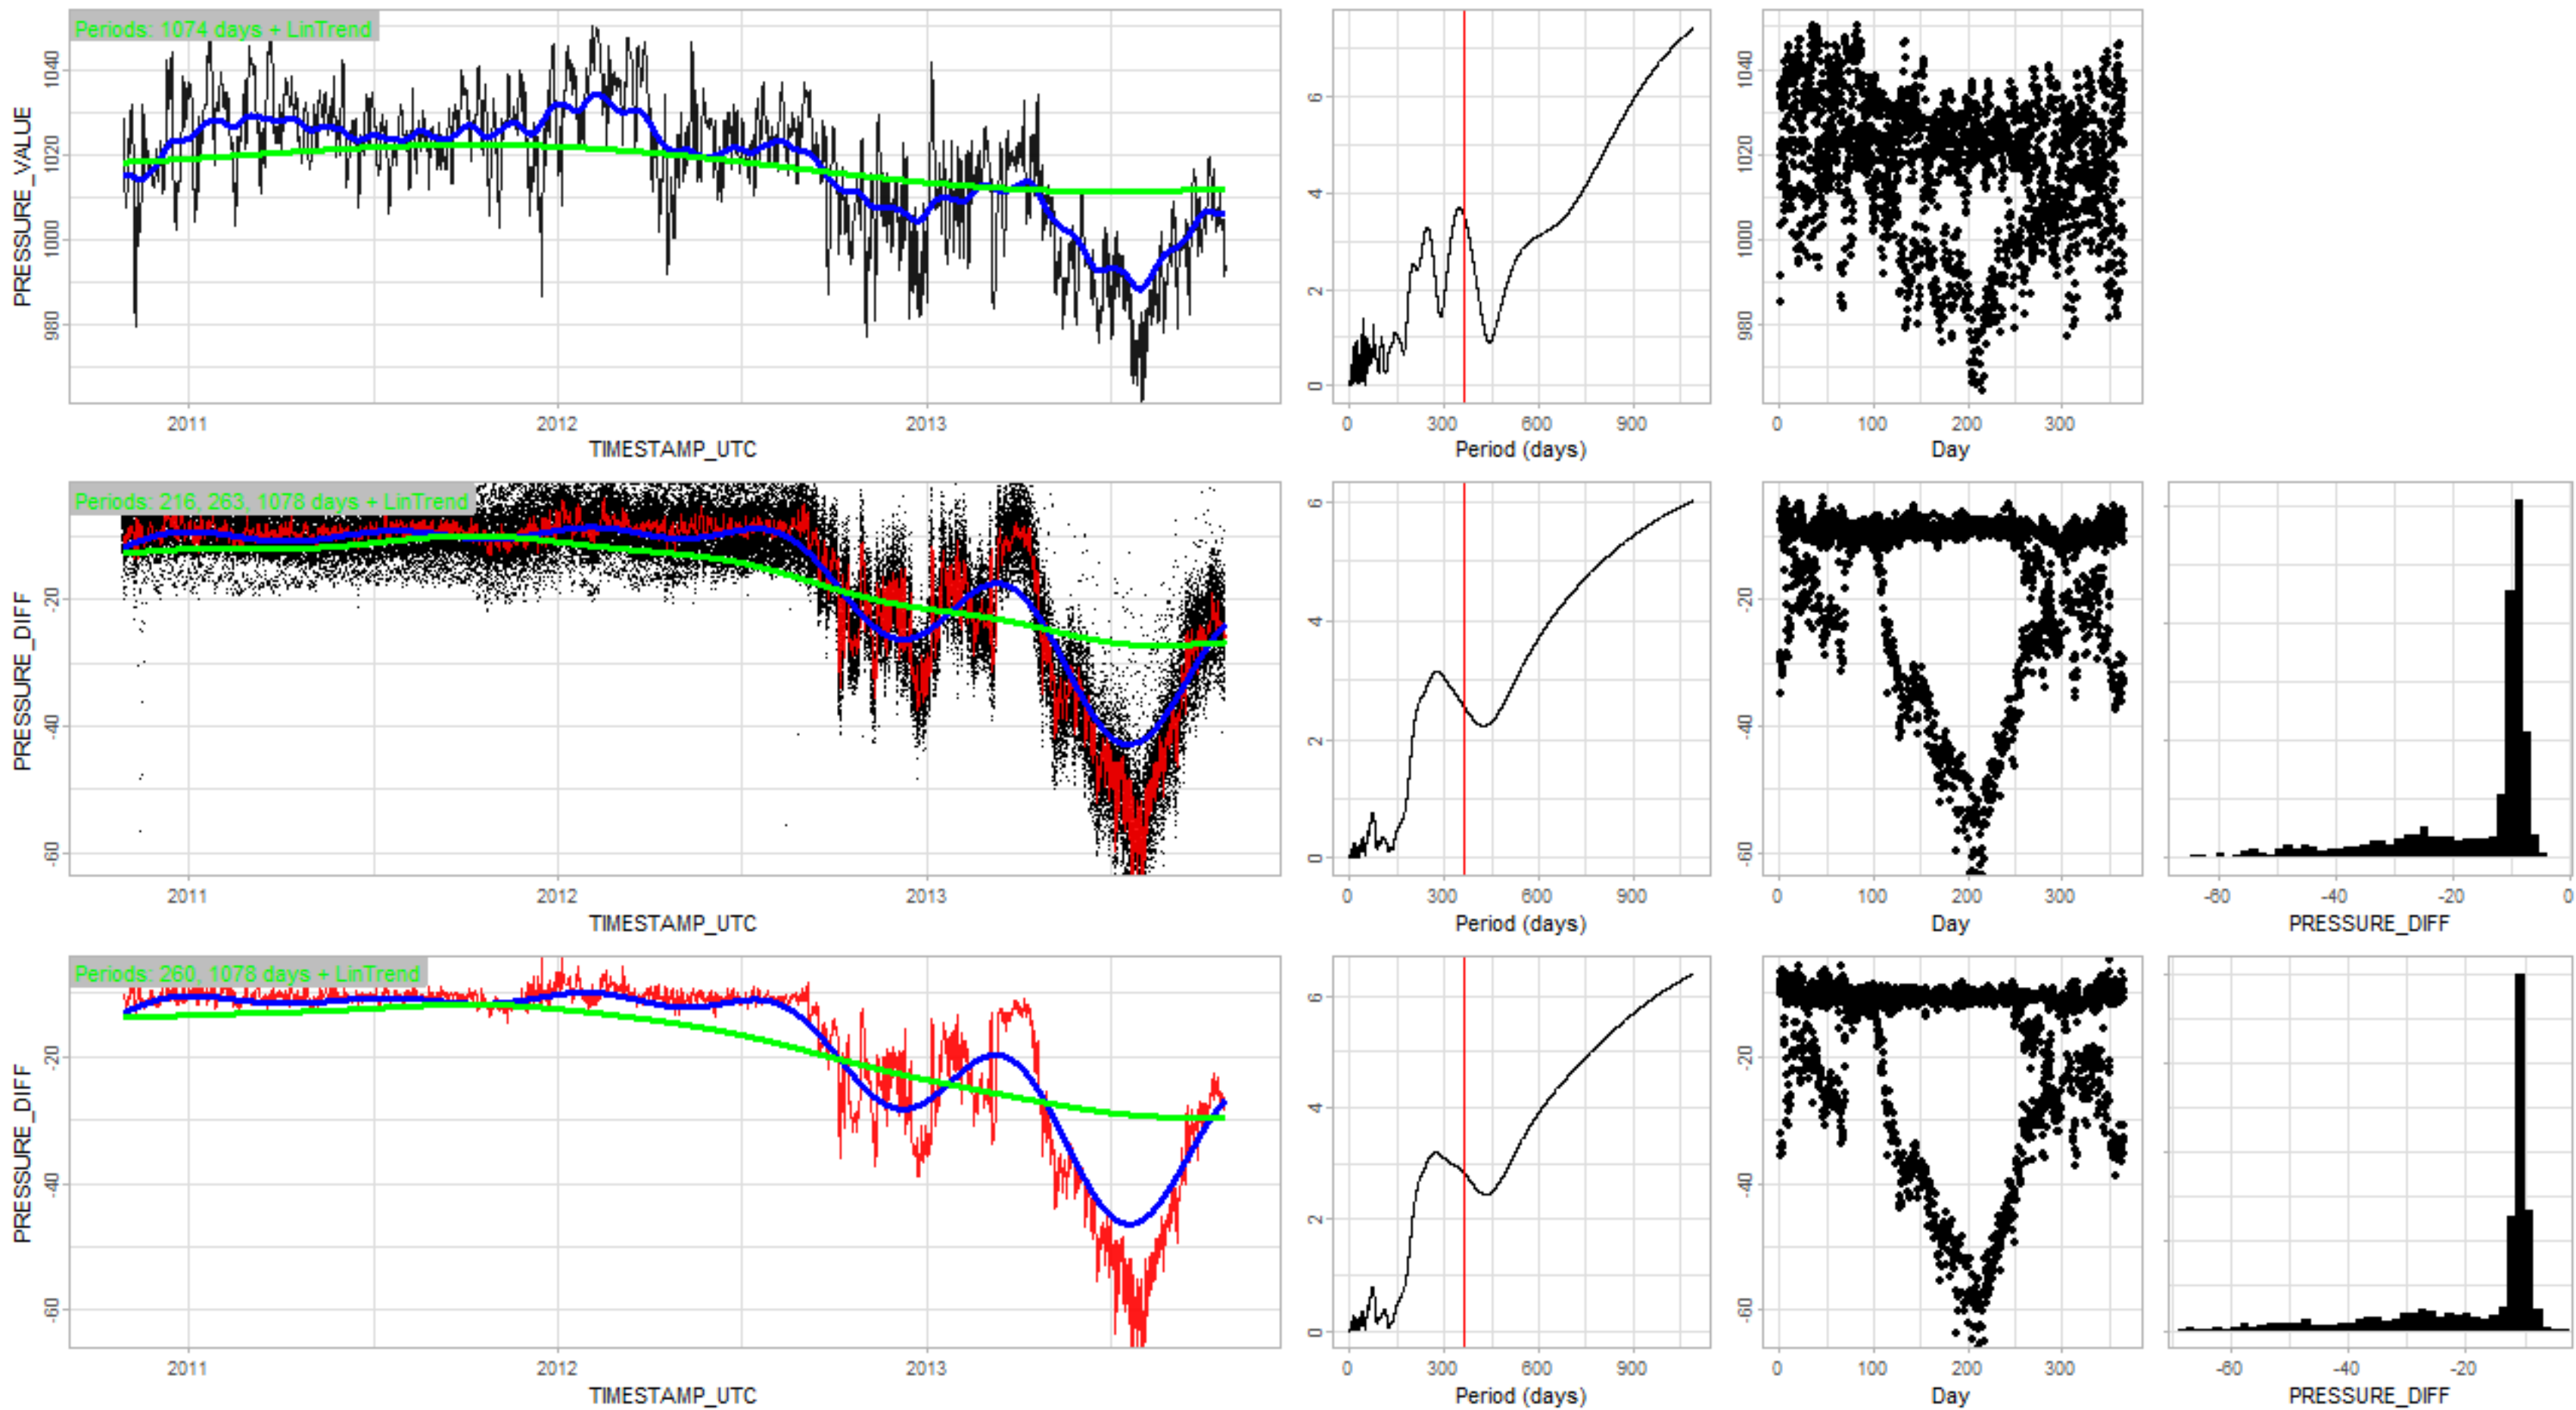 Periods: 1074 days + LinTrend
PRESSURE_VALUE
1040
1020
1000
980
2011 2012 2013
TIMESTAMP_UTC
6
4
2
0
0 300 600 900
Period (days)
1040
1020
1000
980
0 100 200 300
Day
Periods: 216, 263, 1078 days + LinTrend
PRESSURE_DIFF
-20
-40
-60
2011 2012 2013
TIMESTAMP_UTC
6
4
2
0
0 300 600 900
Period (days)
-20
-40
-60
0 100 200 300
Day
-60 -40 -20 0
PRESSURE_DIFF
Periods: 260, 1078 days + LinTrend
PRESSURE_DIFF
-20
-40
-60
2011 2012 2013
TIMESTAMP_UTC
6
4
2
0
0 300 600 900
Period (days)
-20
-40
-60
0 100 200 300
Day
-60 -40 -20
PRESSURE_DIFF